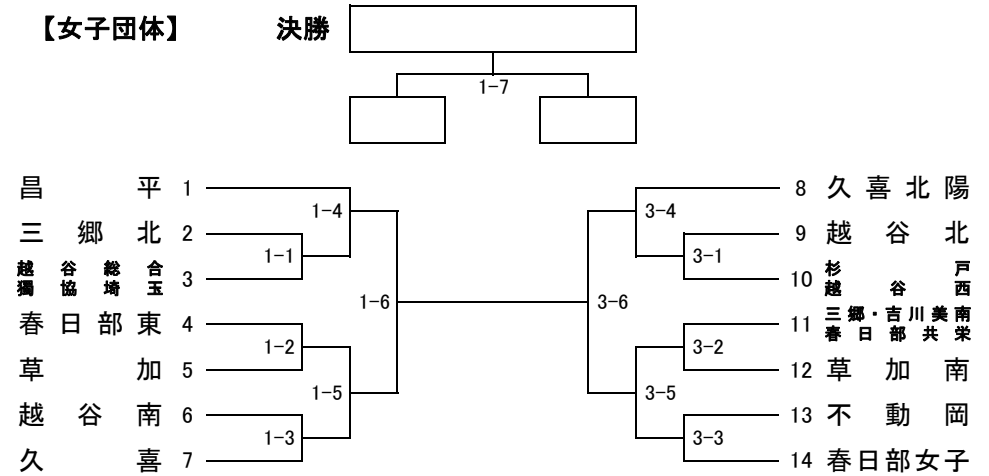 【女子団体】 決勝
1-7
昌平 1
8 久喜北陽
1-4
3-4
三郷北 2
9 越谷北
1-1
3-1
越谷総合
獨協埼玉 3
10 杉戸
越谷西
1-6
3-6
春日部東 4
11 三郷・吉川美南
春日部共栄
1-2
3-2
草加 5
12 草加南
1-5
3-5
越谷南 6
13 不動岡
1-3
3-3
久喜 7
14 春日部女子